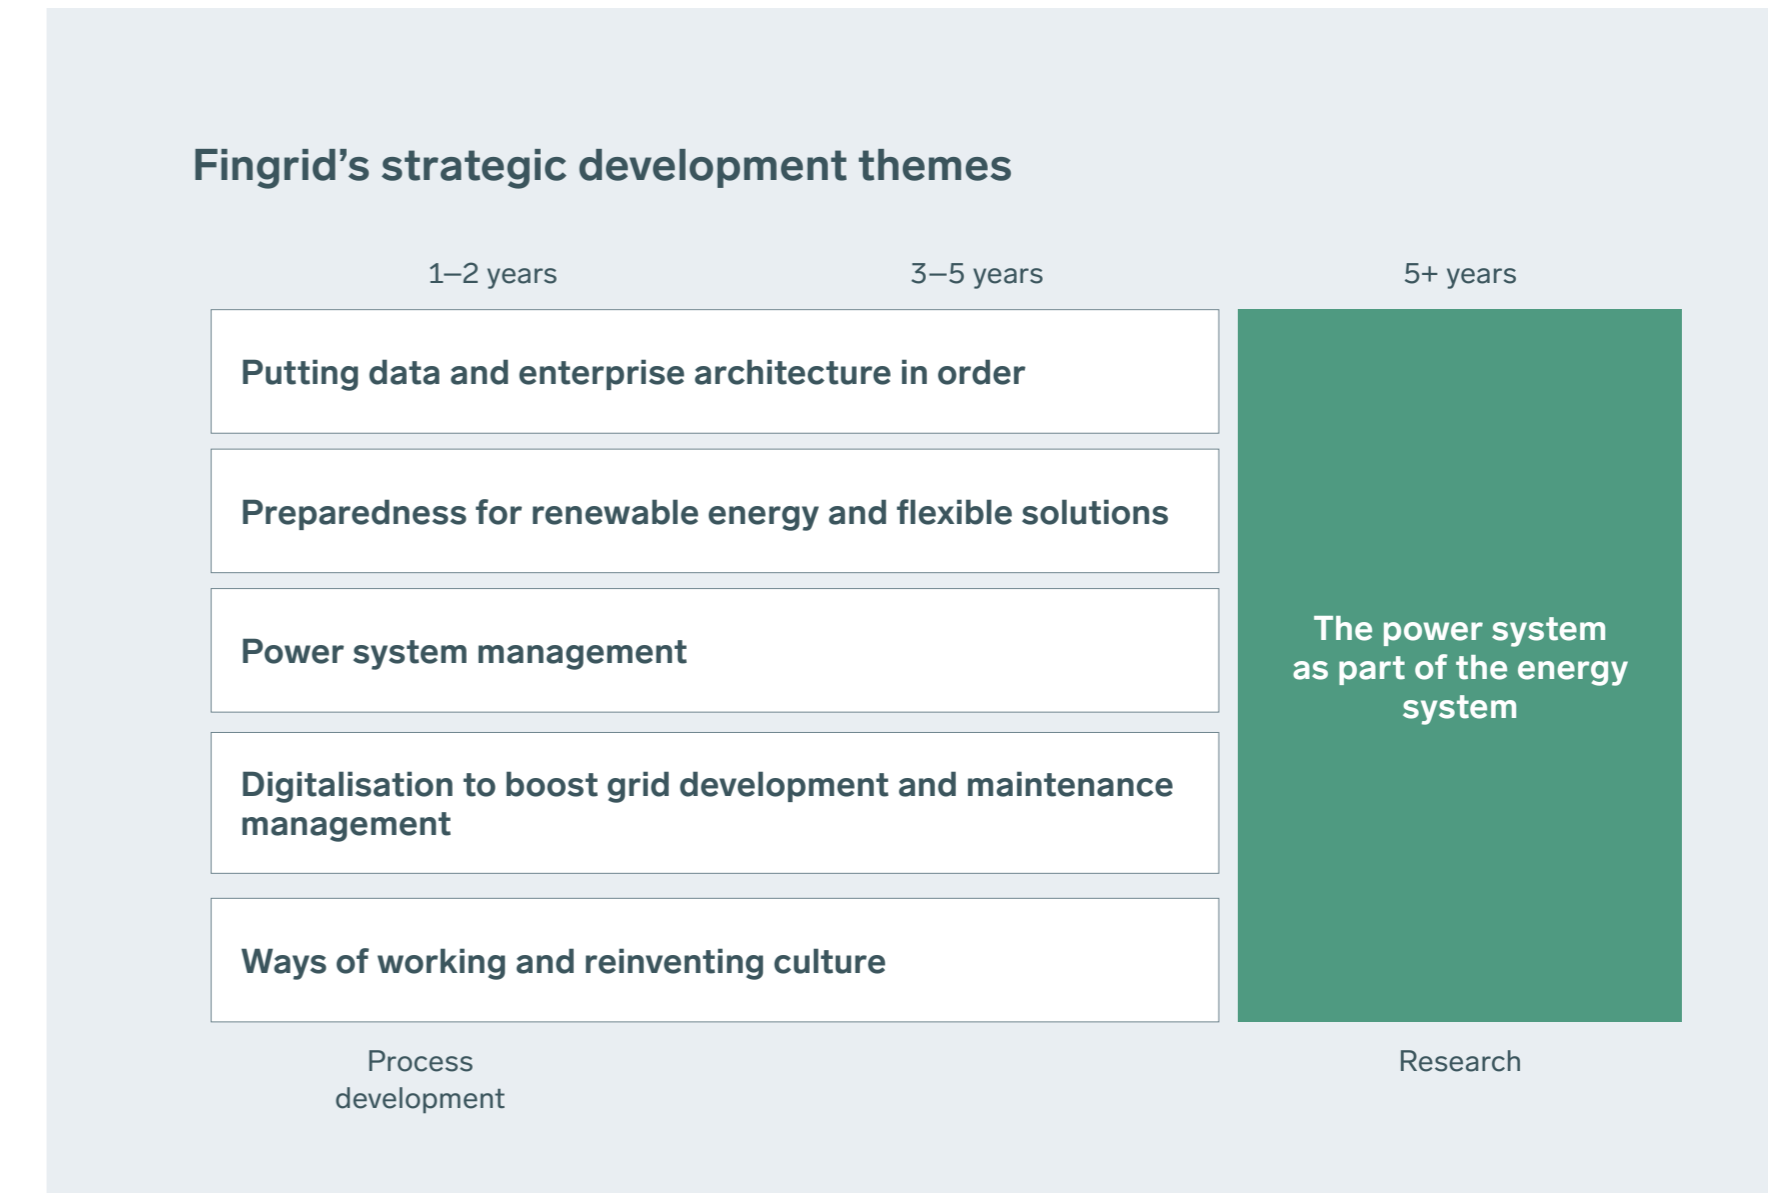 Fingrid’s strategic development themes
1–2 years
3–5 years
5+ years
Putting data and enterprise architecture in order
Preparedness for renewable energy and flexible solutions
Power system management
Digitalisation to boost grid development and maintenance
management
Ways of working and reinventing culture
The power system
as part of the energy
system
Process
development
Research